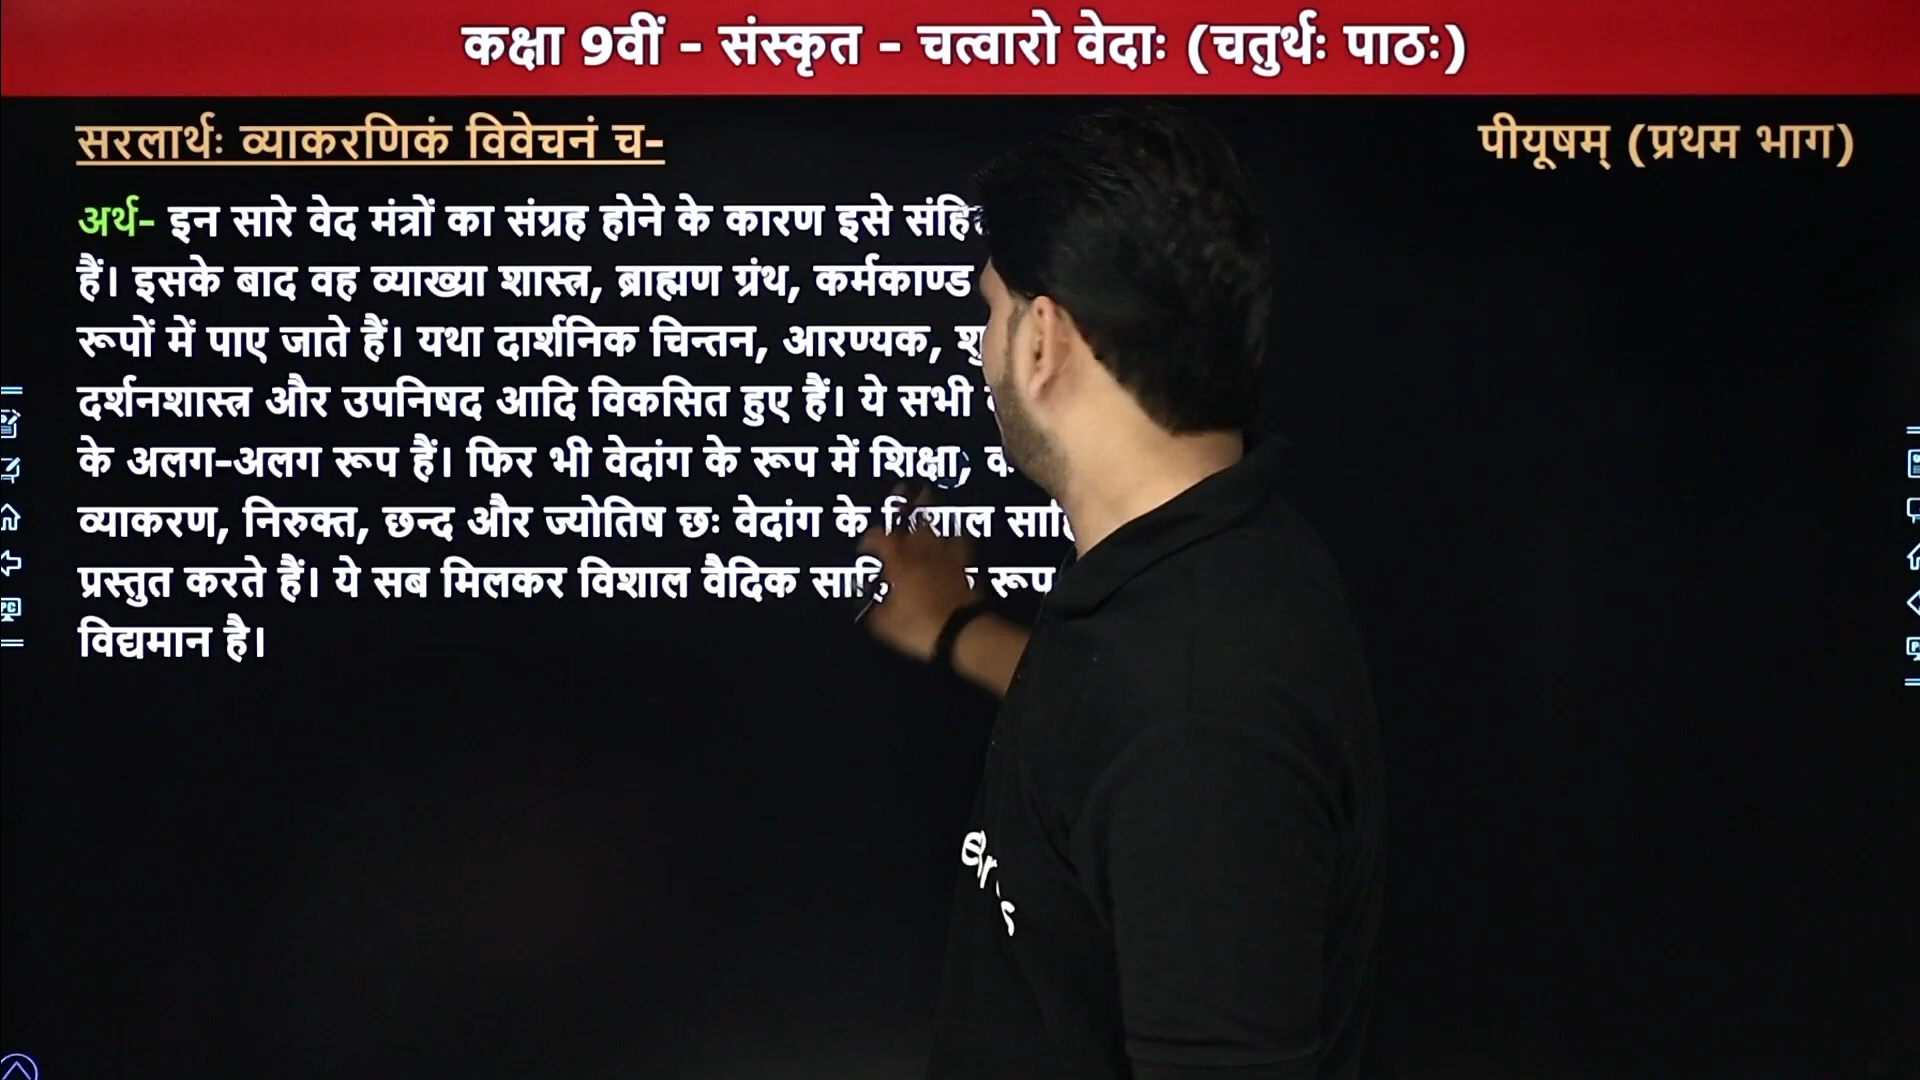 कक्षा 9वीं - संस्कृत - चत्वारो वेदाः (चतुर्थः पाठः)
सरलार्थः व्याकरणिकं विवेचनं च-
पीयूषम् (प्रथम भाग)
अर्थ- इन सारे वेद मंत्रों का संग्रह होने के कारण इसे
हैं। इसके बाद वह व्याख्या शास्त्र, ब्राह्मण ग्रंथ, कर्मकाण्ड
रूपों में पाए जाते हैं। यथा दार्शनिक चिन्तन, आरण्यक,
दर्शनशास्त्र और उपनिषद आदि विकसित हुए हैं। ये सभी
के अलग-अलग रूप हैं। फिर भी वेदांग के रूप में शिक्षा,
व्याकरण, निरुक्त, छन्द और ज्योतिष छः वेदांग के
प्रस्तुत करते हैं। ये सब मिलकर विशाल वैदिक रूप
विद्यमान है।